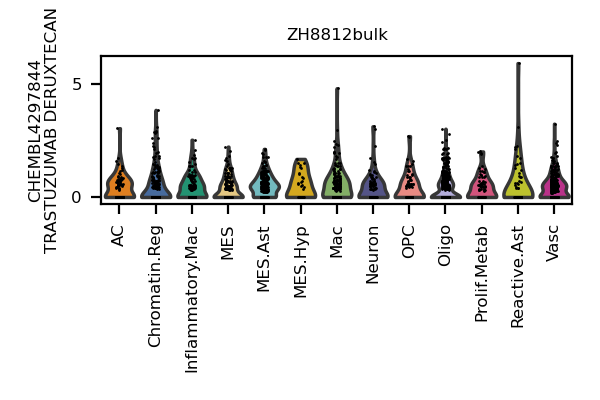 ZH8812bulk
CHEMBL4297844
TRASTUZUMAB DERUXTECAN
5
0
AC
Chromatin.Reg
Inflammatory.Mac
MES
MES.Ast
MES.Hyp
Mac
Neuron
OPC
Oligo
Prolif.Metab
Reactive.Ast
Vasc